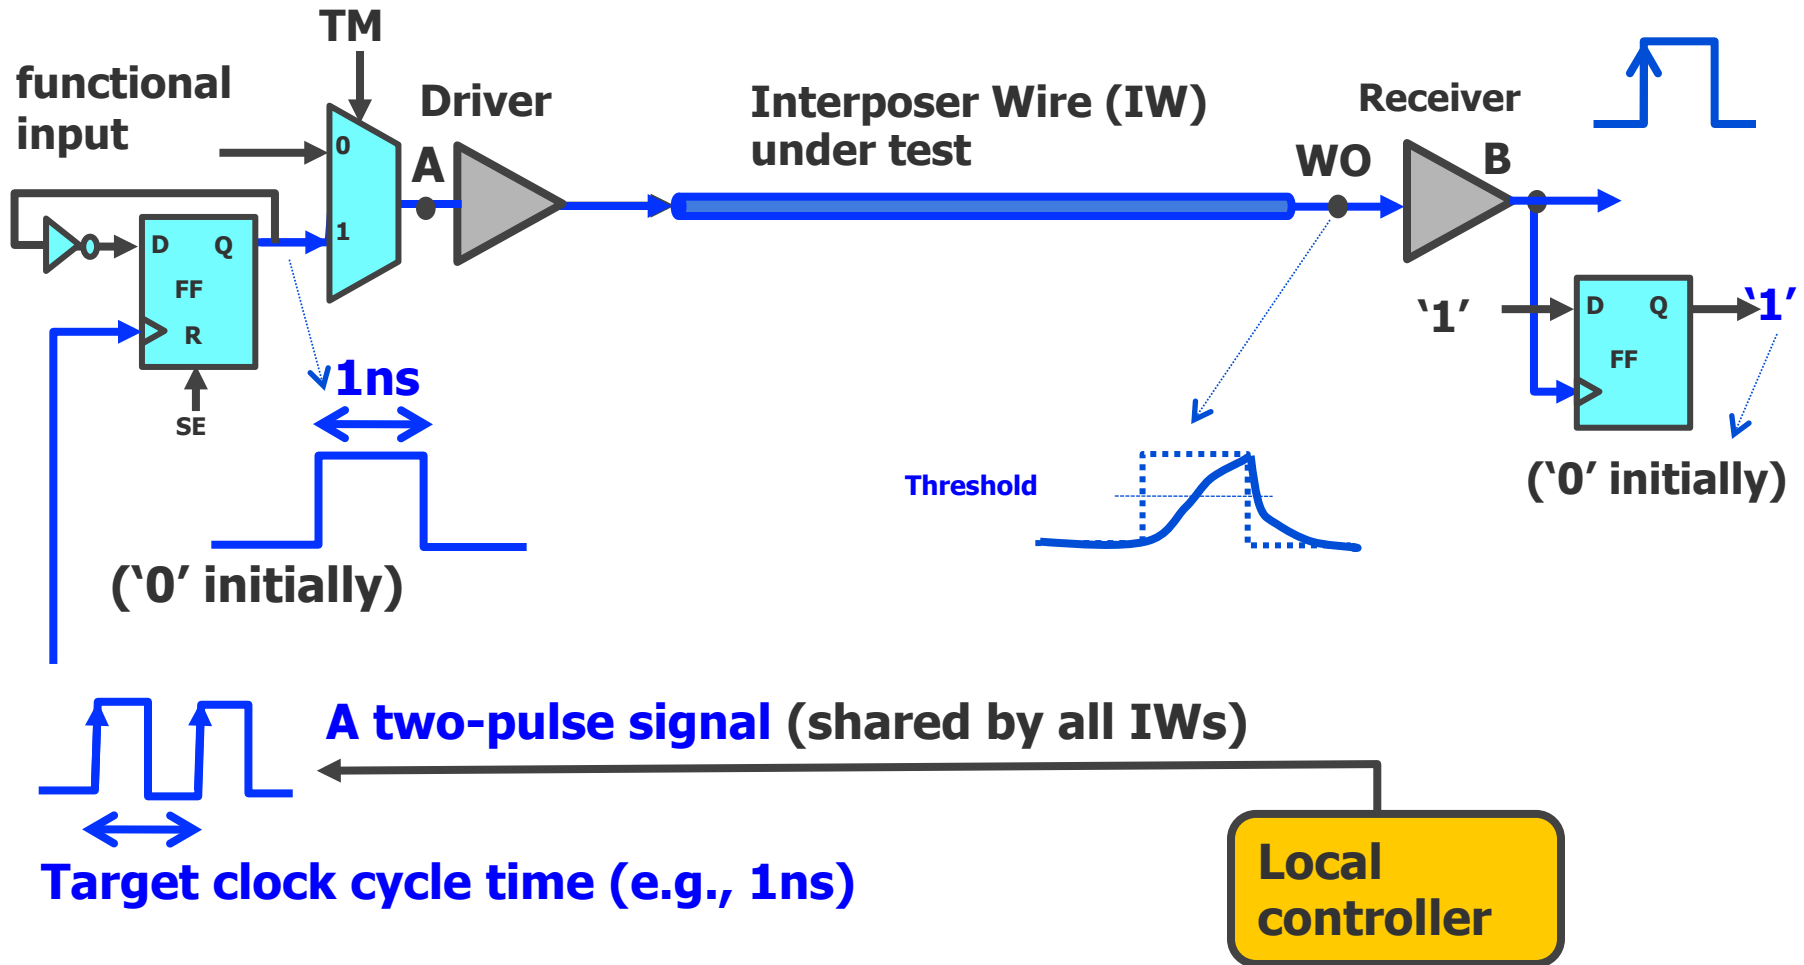 TM
functional
input
Driver
Interposer Wire (IW)
under test
Receiver
0
A
WO
B
1
D Q
FF
R
SE
1ns
('0' initially)
Threshold
‘1’
D Q
FF
‘1’
(‘0’ initially)
A two-pulse signal (shared by all IWs)
Target clock cycle time (e.g., 1ns)
Local
controller